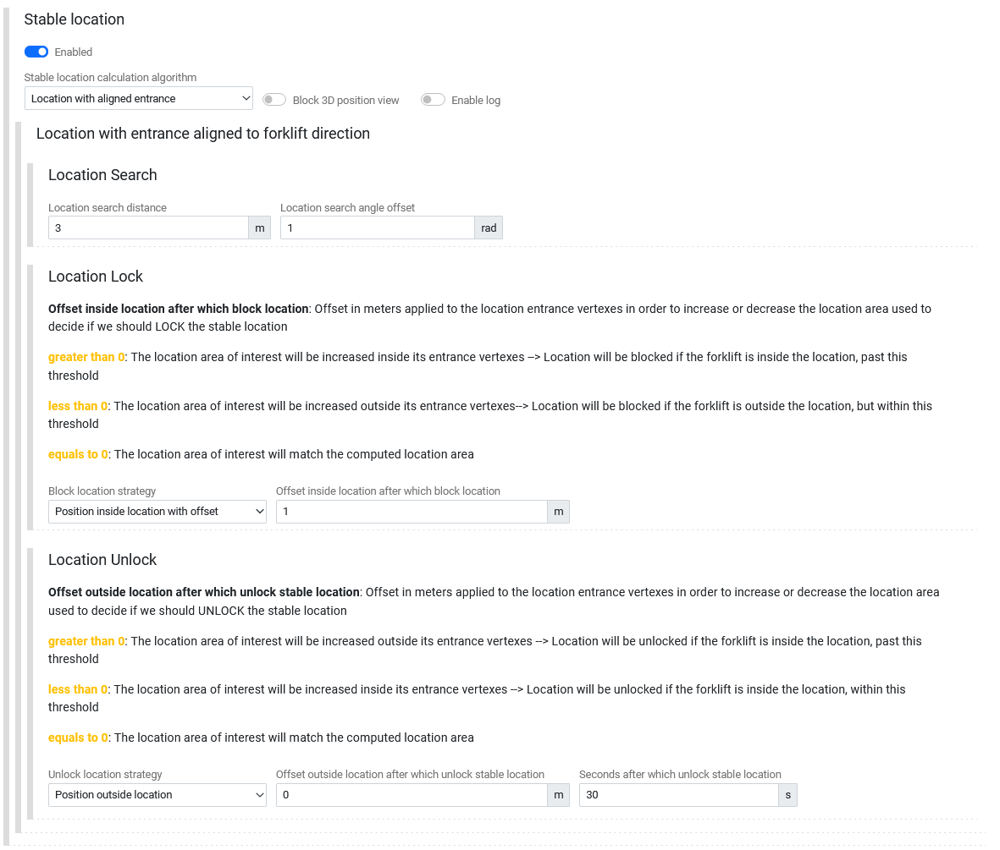 Stable location
Enabled
Stable location calculation algorithm
Location with aligned entrance
Block 3D position view
Enable log
Location with entrance aligned to forklift direction
Location Search
Location search distance
Location search angle offset
3 m
1 rad
Location Lock
Offset inside location after which block location: Offset in meters applied to the location entrance vertexes in order to increase or decrease the location area used to
decide if we should LOCK the stable location
greater than 0: The location area of interest will be increased inside its entrance vertexes --> Location will be blocked if the forklift is inside the location, past this
threshold
less than 0: The location area of interest will be increased outside its entrance vertexes--> Location will be blocked if the forklift is outside the location, but within this
threshold
equals to 0: The location area of interest will match the computed location area
Block location strategy
Offset inside location after which block location
Position inside location with offset
1 m
Location Unlock
Offset outside location after which unlock stable location: Offset in meters applied to the location entrance vertexes in order to increase or decrease the location area
used to decide if we should UNLOCK the stable location
greater than 0: The location area of interest will be increased outside its entrance vertexes --> Location will be unlocked if the forklift is inside the location, past this
threshold
less than 0: The location area of interest will be increased inside its entrance vertexes --> Location will be unlocked if the forklift is inside the location, within this
threshold
equals to 0: The location area of interest will match the computed location area
Unlock location strategy
Offset outside location after which unlock stable location
Seconds after which unlock stable location
Position outside location
0 m
30 s